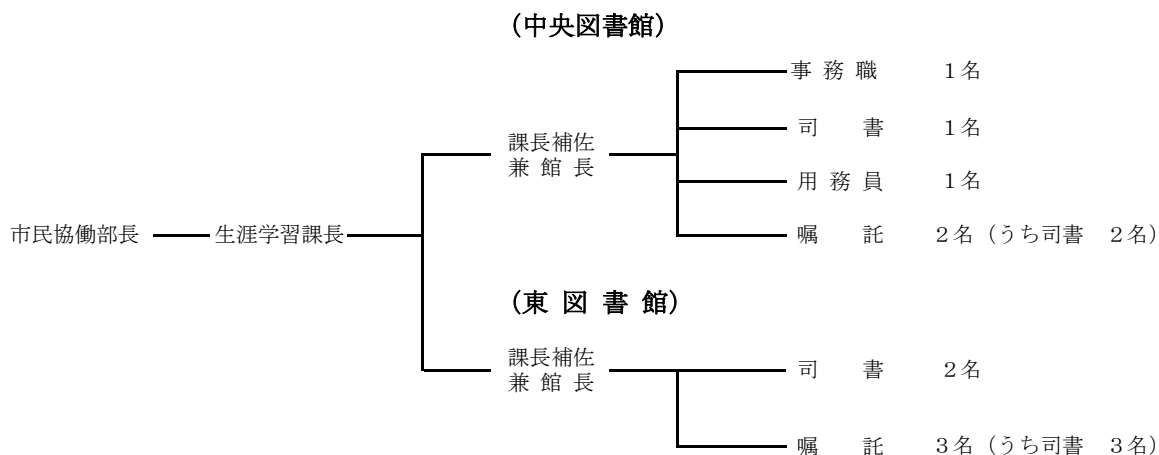 （中央図書館）
事 務 職　1名
課長補佐
兼 館 長
司　　書　1名
用 務 員　1名
市民協働部長
生涯学習課長
嘱　　託　2名（うち司書　2名）
（東 図 書 館）
課長補佐
兼 館 長
司　　書　2名
嘱　　託　3名（うち司書　3名）